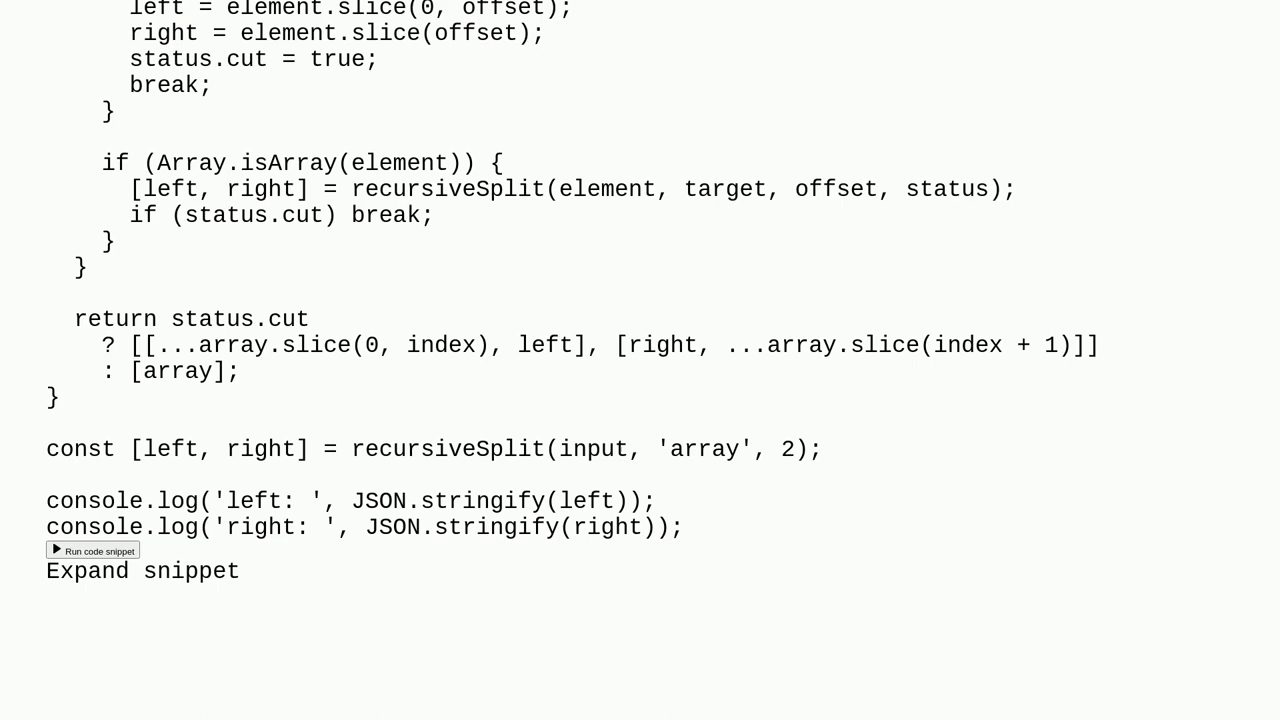 left = element.slice(0, offset);
right = element.slice(offset);
status.cut = true;
break;
}
if (Array.isArray(element)) {
[left, right] = recursiveSplit(element, target, offset, status);
if (status.cut) break;
}
}
return status.cut
? [[...array.slice(0, index), left], [right, ...array.slice(index + 1)]]
: [array];
}
const [left, right] = recursiveSplit(input, 'array', 2);
console.log('left: ', JSON.stringify(left));
console.log('right: ', JSON.stringify(right));
Run code snippet
Expand snippet